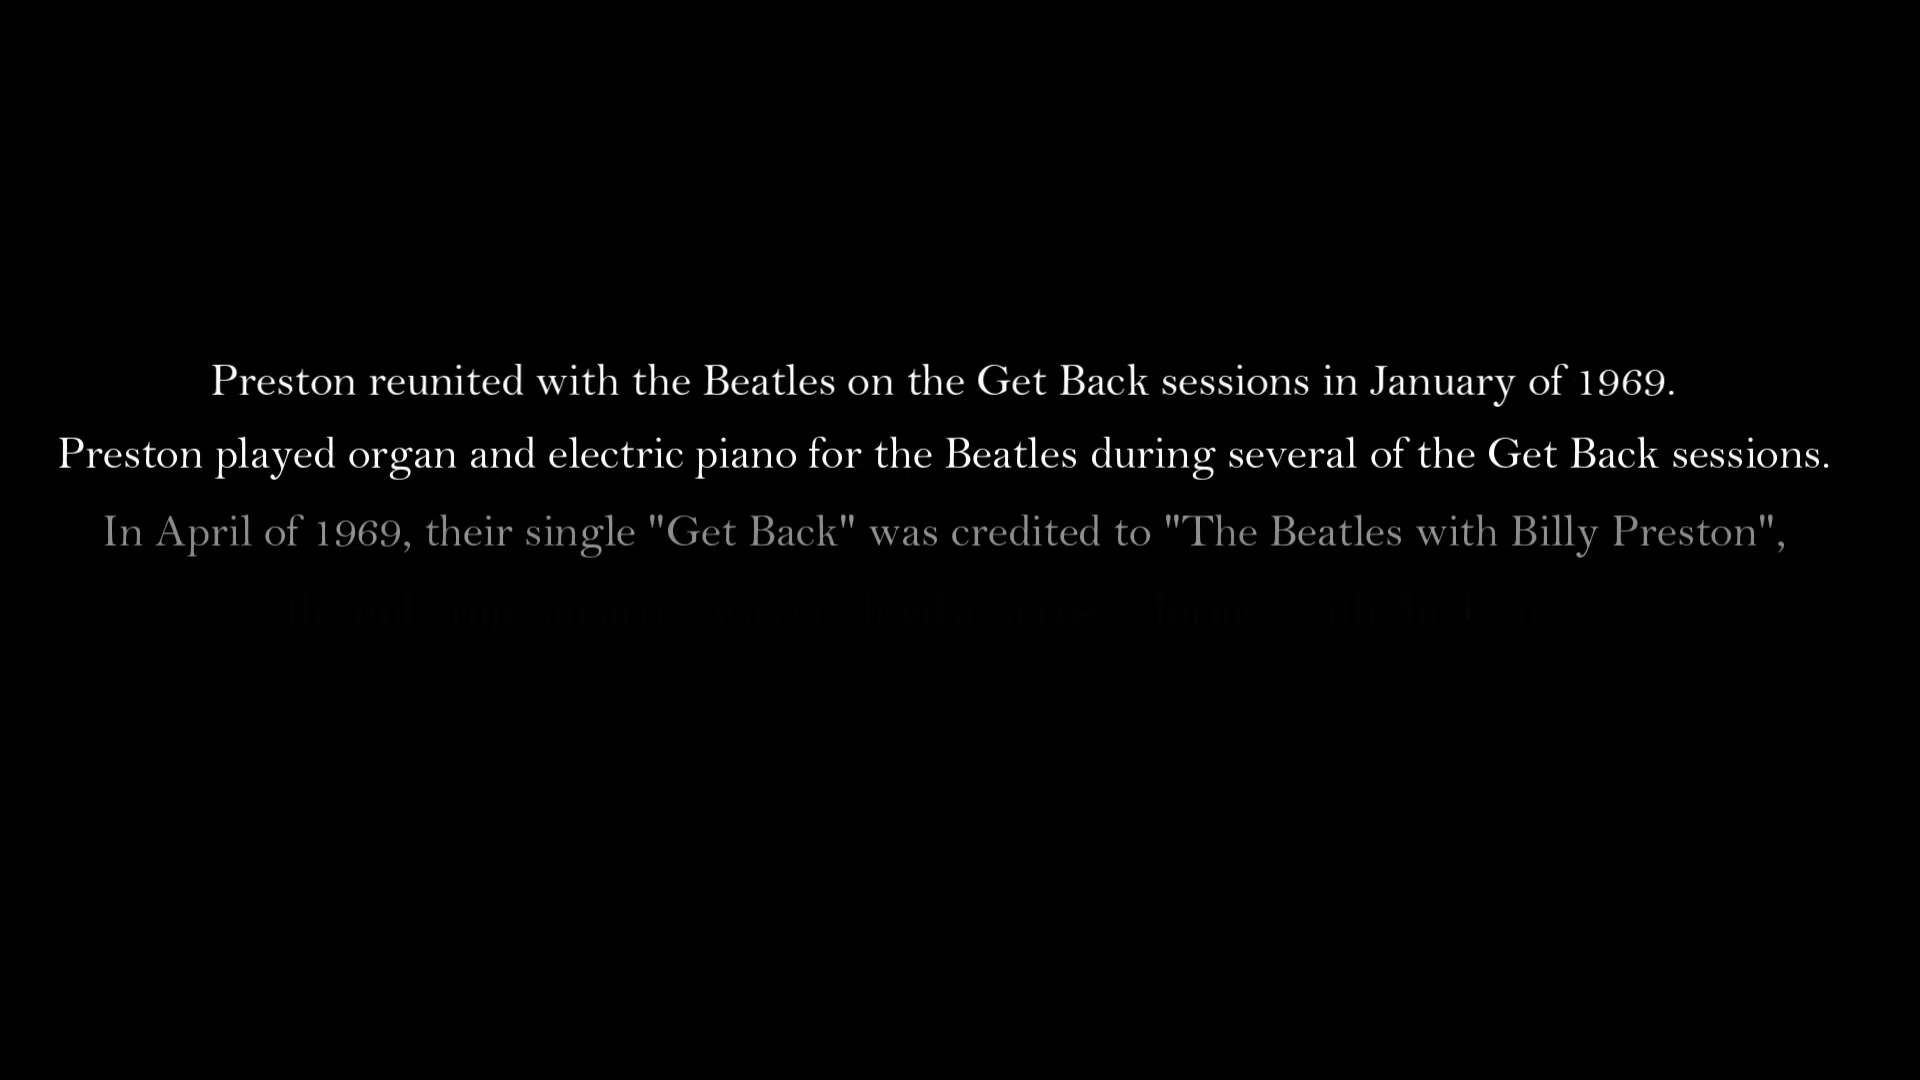 Preston reunited with the Beatles on the Get Back sessions in January of 1969.
Preston played organ and electric piano for the Beatles during several of the Get Back sessions.
In April of 1969, their single "Get Back" was credited to "The Beatles with Billy Preston",